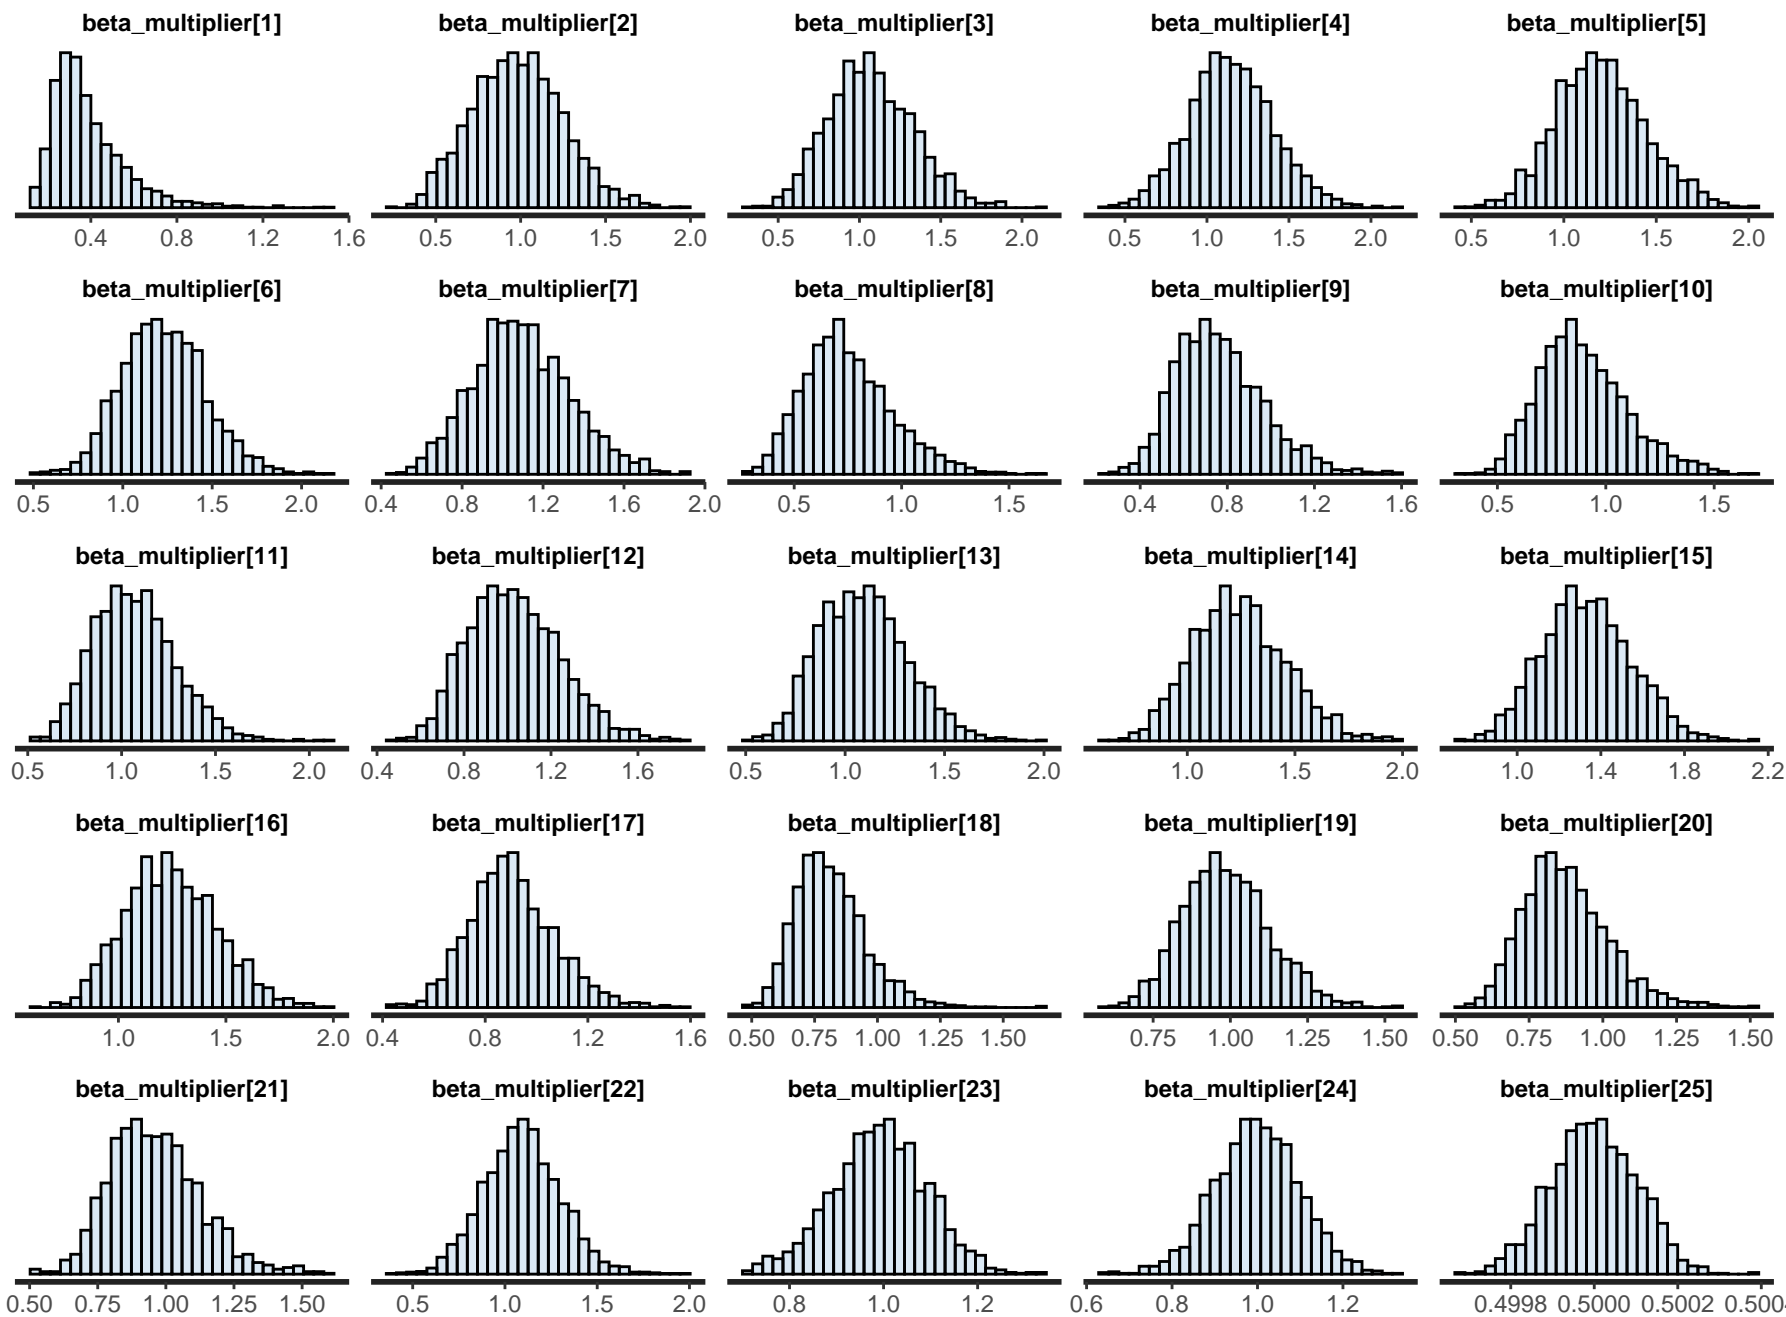 beta_multiplier[1] beta_multiplier[2] beta_multiplier[3] beta_multiplier[4] beta_multiplier[5]
0.4 0.8 1.2 1.6 0.5 1.0 1.5 2.0 0.5 1.0 1.5 2.0 0.5 1.0 1.5 2.0 0.5 1.0 1.5 2.0
beta_multiplier[6] beta_multiplier[7] beta_multiplier[8] beta_multiplier[9] beta_multiplier[10]
0.5 1.0 1.5 2.0 0.4 0.8 1.2 1.6 2.0 0.5 1.0 1.5 0.4 0.8 1.2 1.6 0.5 1.0 1.5
beta_multiplier[11] beta_multiplier[12] beta_multiplier[13] beta_multiplier[14] beta_multiplier[15]
0.5 1.0 1.5 2.0 0.4 0.8 1.2 1.6 0.5 1.0 1.5 2.0 1.0 1.5 2.0 1.0 1.4 1.8 2.2
beta_multiplier[16] beta_multiplier[17] beta_multiplier[18] beta_multiplier[19] beta_multiplier[20]
1.0 1.5 2.0 0.4 0.8 1.2 1.6 0.50 0.75 1.00 1.25 1.50 0.75 1.00 1.25 1.50 0.50 0.75 1.00 1.25 1.50
beta_multiplier[21] beta_multiplier[22] beta_multiplier[23] beta_multiplier[24] beta_multiplier[25]
0.50 0.75 1.00 1.25 1.50 0.5 1.0 1.5 2.0 0.8 1.0 1.2 0.6 0.8 1.0 1.2 0.4998 0.5000 0.5002